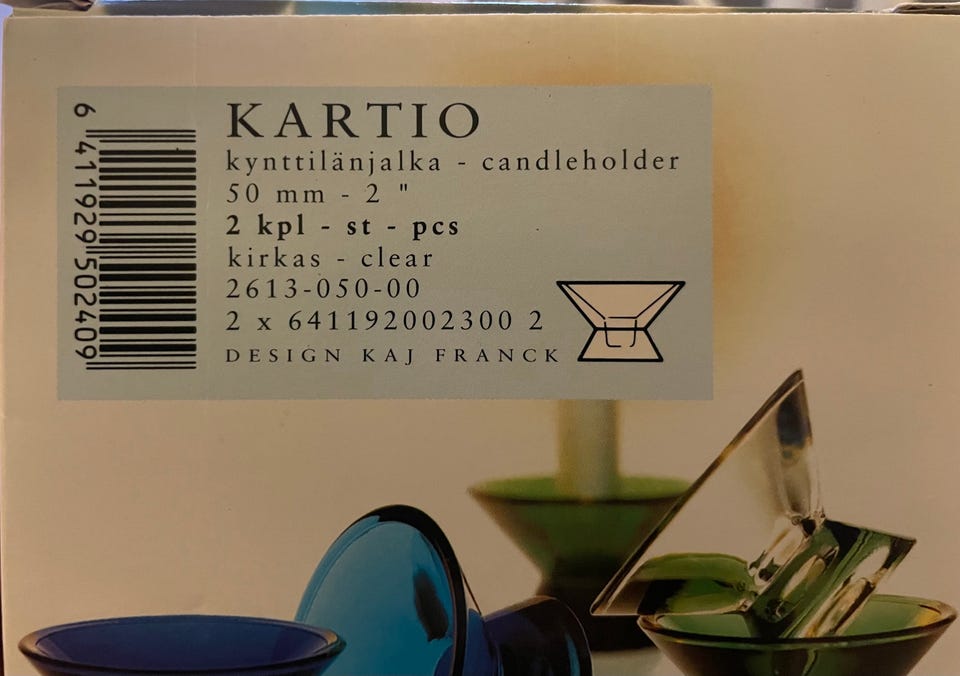 KARTIO
kynttilänjalka - candleholder
50 mm - 2 "
2 kpl - st - pcs
kirkas - clear
2613-050-00
2 x 641192002300 2
DESIGN KAJ FRANCK
6 411929 502409